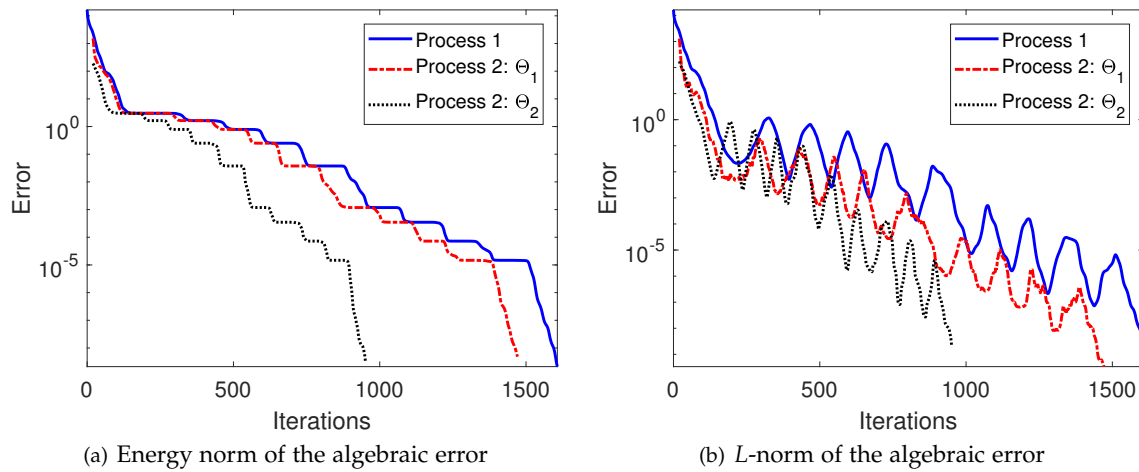 Process 1
Process 2: Θ1
Process 2: Θ2
10^0
10^-5
Error
0
500
1000
1500
Iterations
(a) Energy norm of the algebraic error
Process 1
Process 2: Θ1
Process 2: Θ2
10^0
10^-5
Error
0
500
1000
1500
Iterations
(b) L-norm of the algebraic error